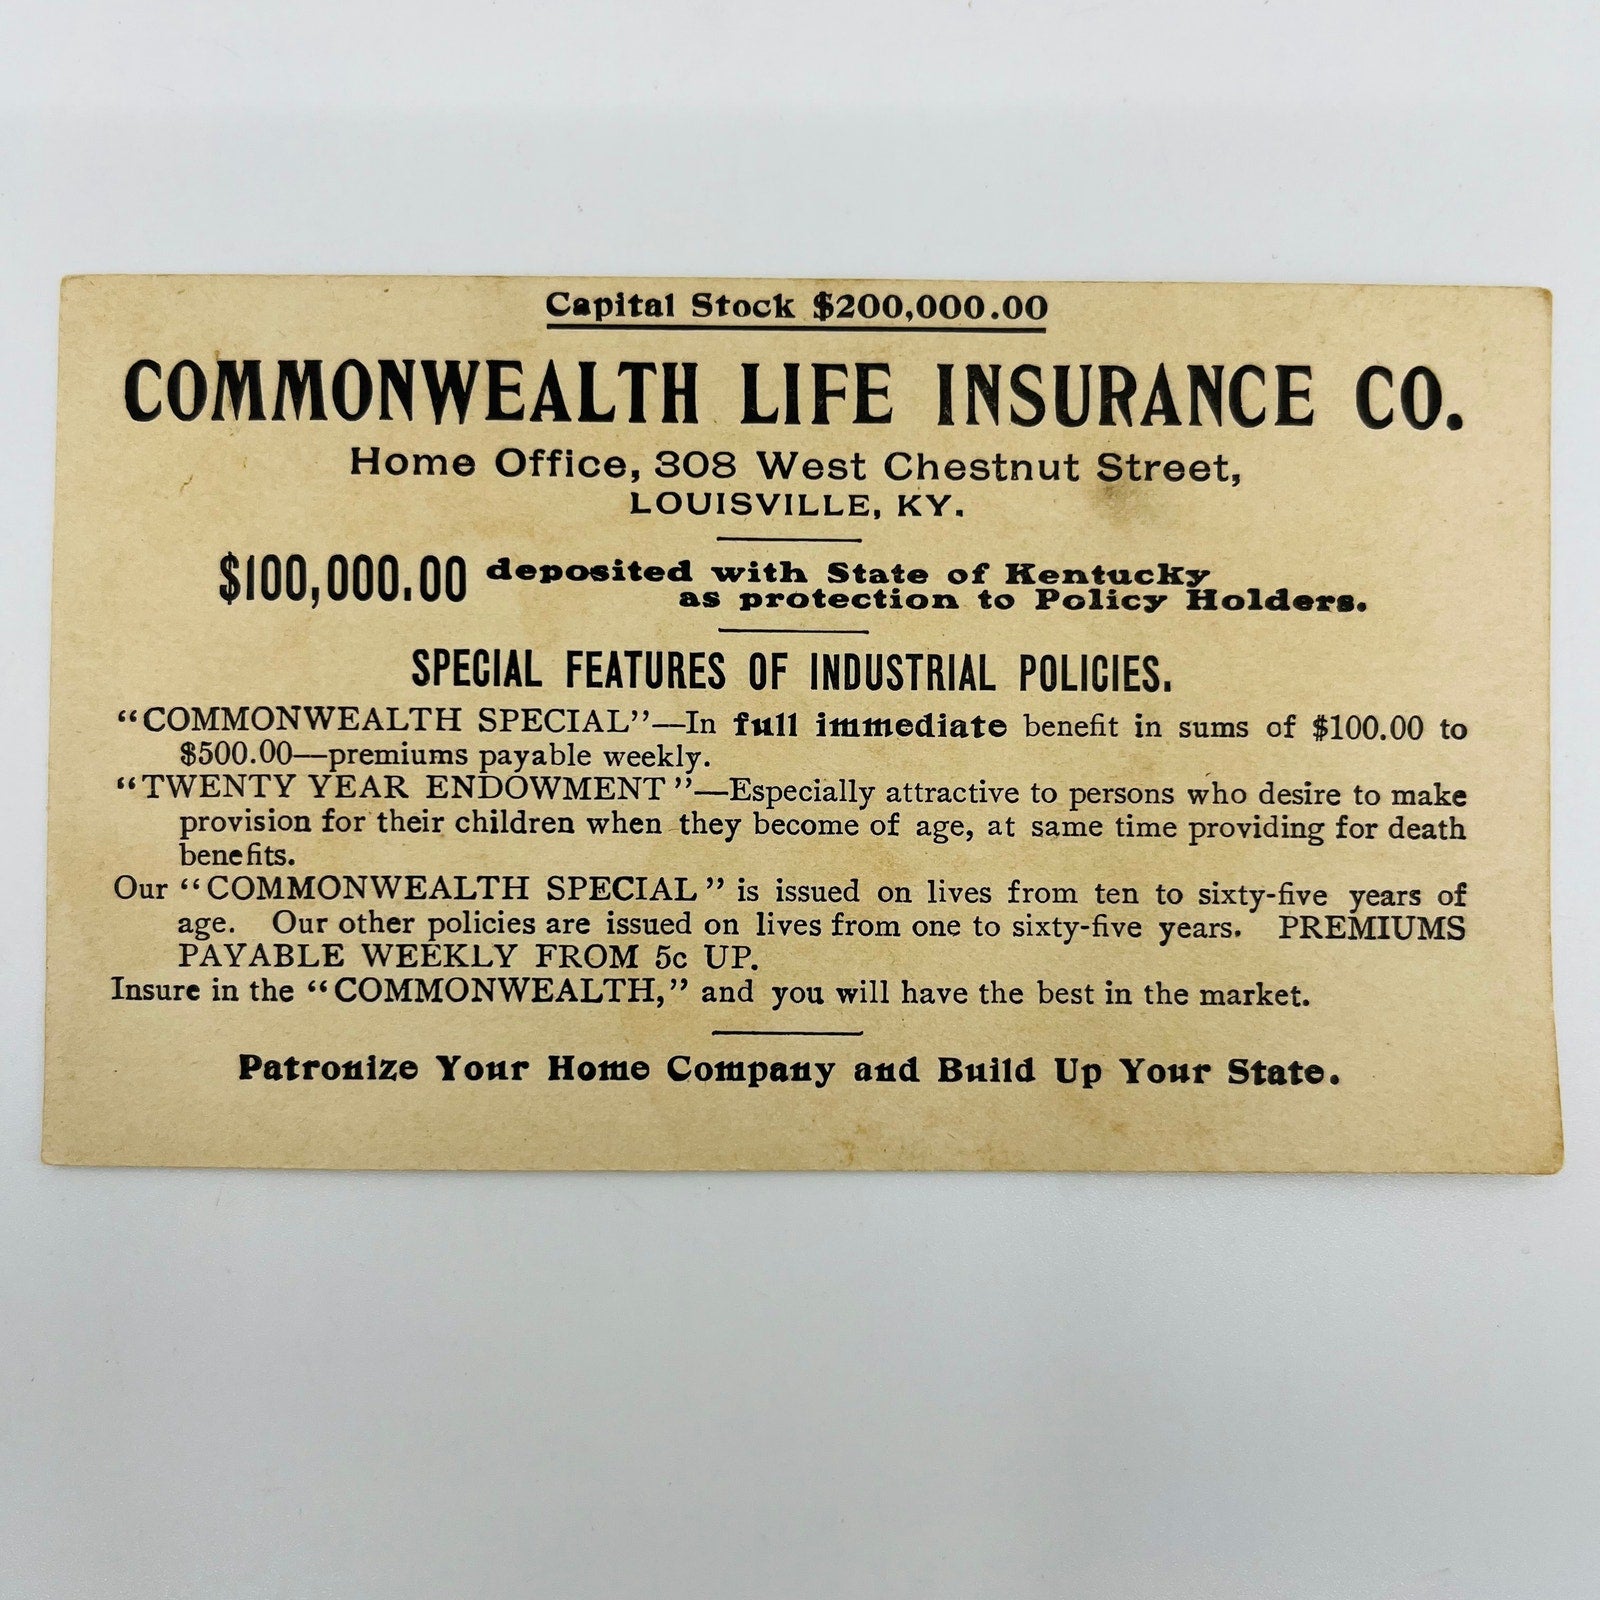 Capital Stock $200,000.00
COMMONWEALTH LIFE INSURANCE CO.
Home Office, 308 West Chestnut Street,
LOUISVILLE, KY.
$100,000.00 deposited with State of Kentucky
as protection to Policy Holders.
SPECIAL FEATURES OF INDUSTRIAL POLICIES.
“COMMONWEALTH SPECIAL”—In full immediate benefit in sums of $100.00 to
$500.00—premiums payable weekly.
“TWENTY YEAR ENDOWMENT”—Especially attractive to persons who desire to make
provision for their children when they become of age, at same time providing for death
benefits.
Our “COMMONWEALTH SPECIAL” is issued on lives from ten to sixty-five years of
age. Our other policies are issued on lives from one to sixty-five years. PREMIUMS
PAYABLE WEEKLY FROM 5c UP.
Insure in the “COMMONWEALTH,” and you will have the best in the market.
Patronize Your Home Company and Build Up Your State.